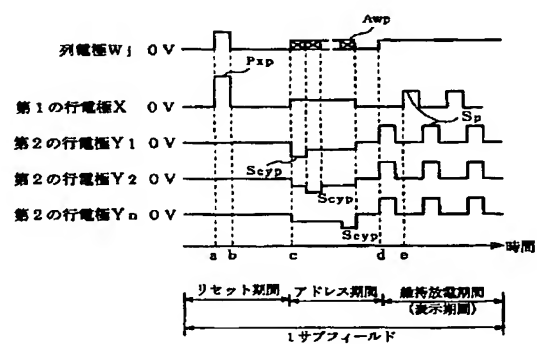 Awp
列電極Wj 0V
Pxp
第1の行電極X 0V
Sp
第2の行電極Y1 0V
Scyp
第2の行電極Y2 0V
Scyp
第2の行電極Yn 0V
Scyp
a b c d e 時間
リセット期間 アドレス期間 維持放電期間
(表示期間)
1サブフィールド